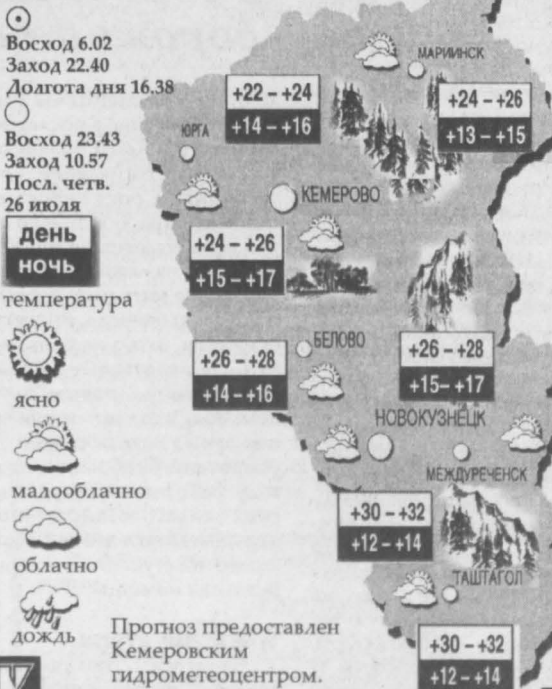 Восход 6.02
Заход 22.40
Долгота дня 16.38
Восход 23.43
Заход 10.57
Посл. четв.
26 июля
день
ночь
температура
ясно
малооблачно
облачно
дождь
МАРИИНСК
+22 – +24
+14 – +16
+24 – +26
+13 – +15
ЮРГА
КЕМЕРОВО
+24 – +26
+15 – +17
БЕЛОВО
+26 – +28
+14 – +16
+26 – +28
+15– +17
НОВОКУЗНЕЦК
МЕЖДУРЕЧЕНСК
+30 – +32
+12 – +14
ТАШТАГОЛ
+30 – +32
+12 – +14
Прогноз предоставлен
Кемеровским
гидрометеоцентром.